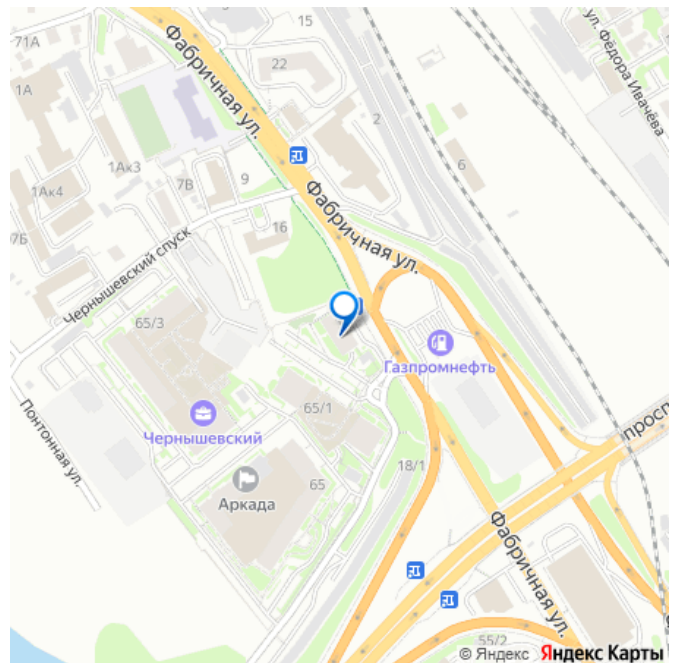 71А
Фабричная ул.
15
22
ул. Фёдора Ивачёва
1А
2
1Ак3
6
7В
9
1Ак4
Фабричная ул.
07Б
16
Чернышевский спуск
65/3
Газпромнефть
65/1
просп
Понтонная ул.
Чернышевский
18/1
65
Аркада
Фабричная ул.
55/2
© Яндекс Яндекс Карты